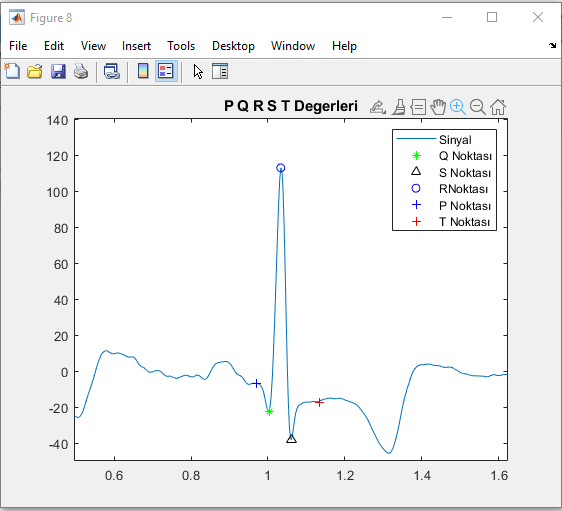 Figure 8
File Edit View Insert Tools Desktop Window Help
P Q R S T Degerleri
140
120
100
80
60
40
20
0
-20
-40
0.6 0.8 1 1.2 1.4 1.6
Sinyal
Q Noktası
S Noktası
RNoktası
P Noktası
T Noktası